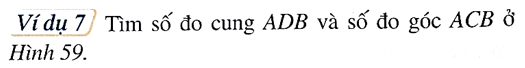 Ví dụ 7 Tìm số đo cung ADB và số đo góc ACB ở
Hình 59.